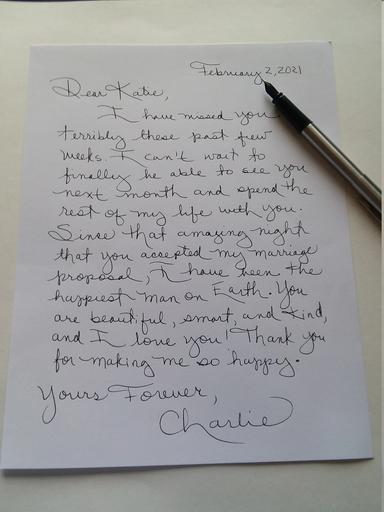 February 2, 2021
Dear Katie,
I have missed you
terribly these past few
weeks. I can't wait to
finally be able to see you
next month and spend the
rest of my life with you.
Since that amazing night
that you accepted my marriage
proposal, I have been the
happiest man on Earth. You
are beautiful, smart, and kind,
and I love you! Thank you
for making me so happy.
Yours Forever,
Charlie